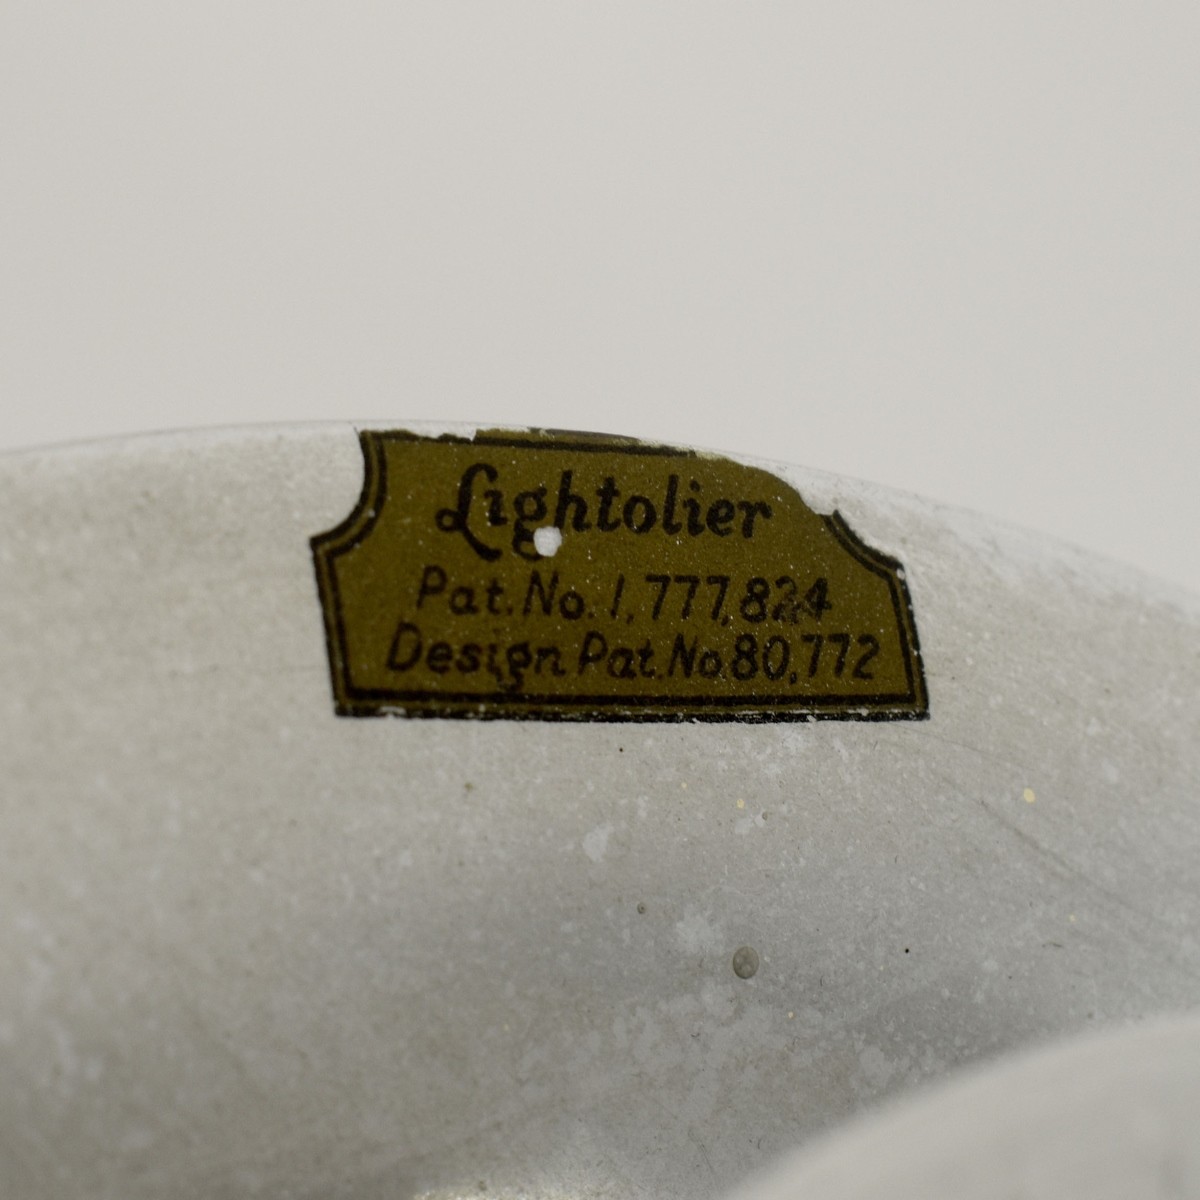 Lightolier
Pat. No. 1,777,824
Design Pat. No. 80,772